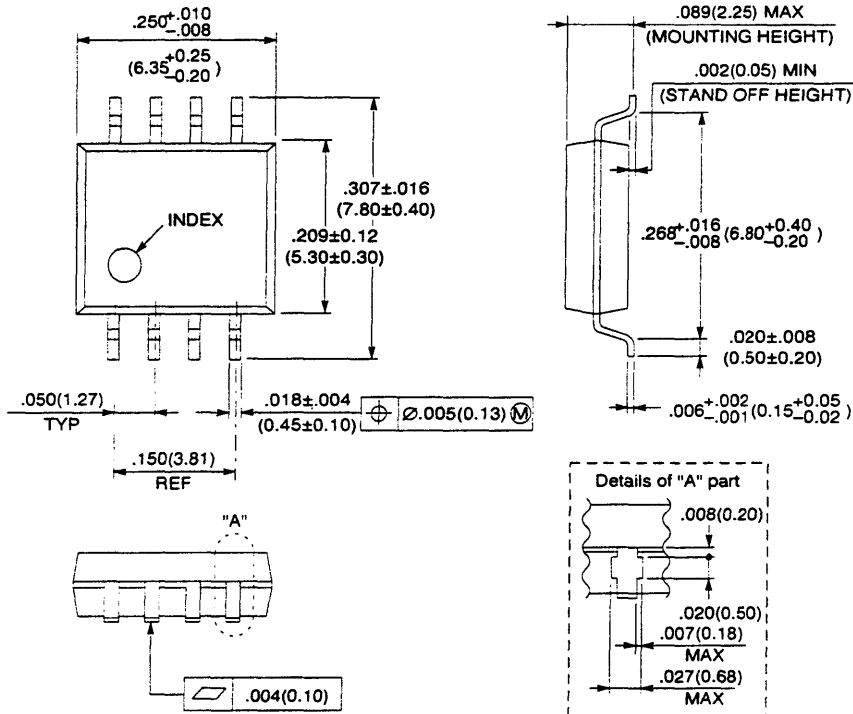 .250+.010
-.008
(6.35+0.25
-0.20)
INDEX
.307±.016
(7.80±0.40)
.209±0.12
(5.30±0.30)
.050(1.27)
TYP
.018±.004
(0.45±0.10)
⌖ Ø.005(0.13) Ⓜ
.150(3.81)
REF
.089(2.25) MAX
(MOUNTING HEIGHT)
.002(0.05) MIN
(STAND OFF HEIGHT)
.268+.016(6.80+0.40
-.008 -0.20)
.020±.008
(0.50±0.20)
.006+.002(0.15+0.05
-.001 -0.02)
"A"
▱ .004(0.10)
Details of "A" part
.008(0.20)
.020(0.50)
.007(0.18)
MAX
.027(0.68)
MAX